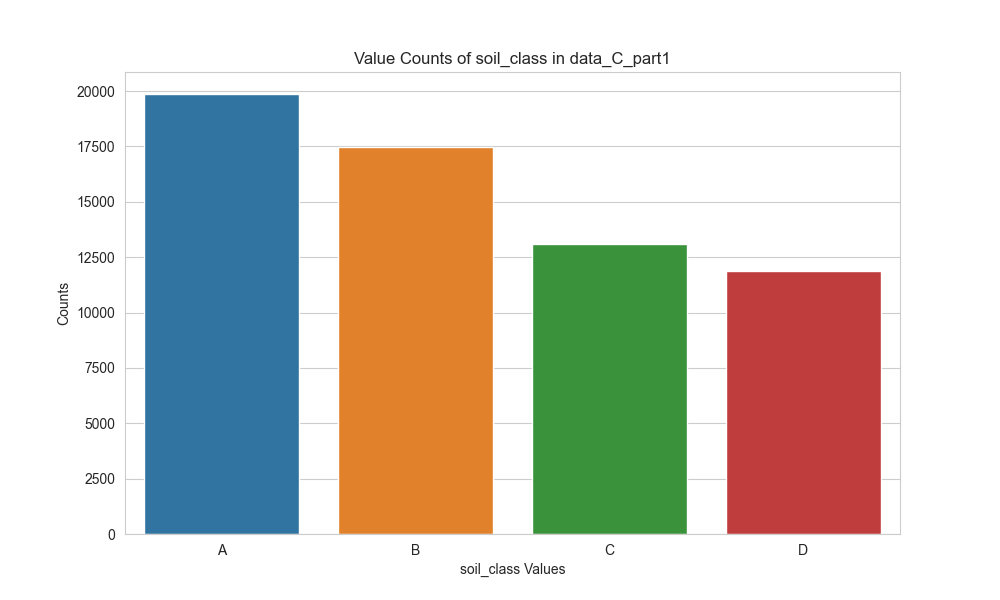 Value Counts of soil_class in data_C_part1
20000
17500
15000
12500
10000
7500
5000
2500
0
Counts
A B C D
soil_class Values